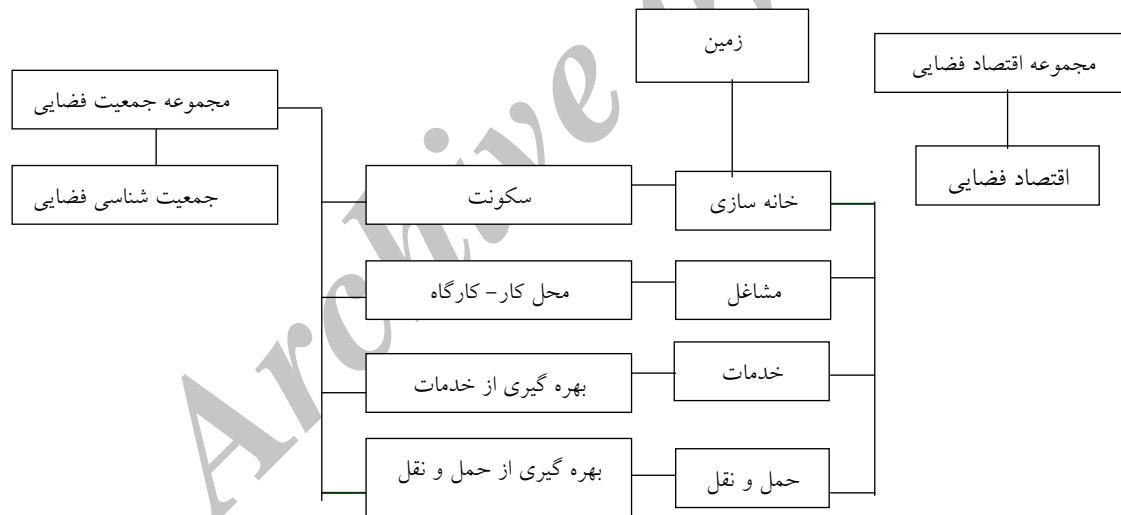 زمین
مجموعه اقتصاد فضایی
مجموعه جمعیت فضایی
اقتصاد فضایی
جمعیت شناسی فضایی
خانه سازی
سکونت
مشاغل
محل کار– کارگاه
خدمات
بهره گیری از خدمات
حمل و نقل
بهره گیری از حمل و نقل
Archive